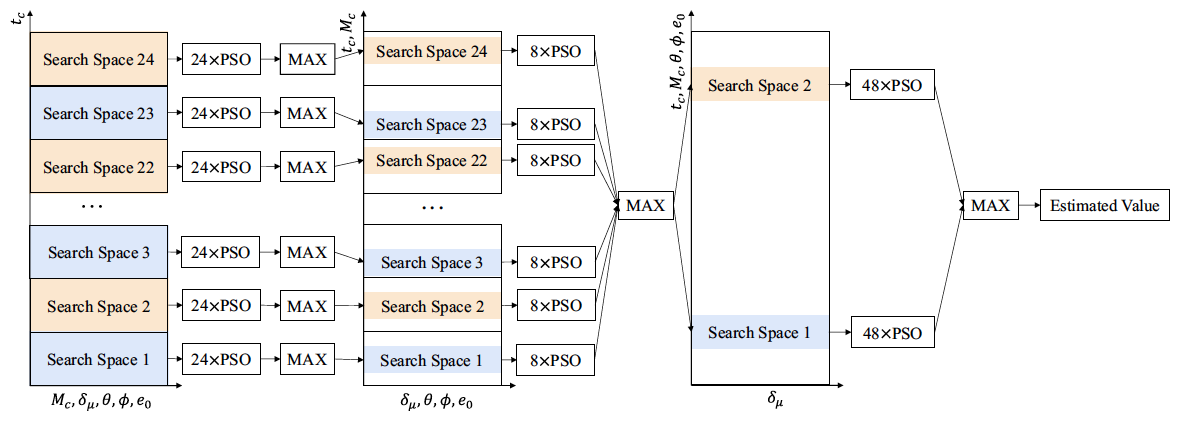 t_c
Search Space 24
24×PSO
MAX
Search Space 23
24×PSO
MAX
Search Space 22
24×PSO
MAX
...
Search Space 3
24×PSO
MAX
Search Space 2
24×PSO
MAX
Search Space 1
24×PSO
MAX
M_c, δ_μ, θ, ϕ, e_0
t_c, M_c
Search Space 24
8×PSO
Search Space 23
8×PSO
Search Space 22
8×PSO
...
Search Space 3
8×PSO
Search Space 2
8×PSO
Search Space 1
8×PSO
δ_μ, θ, ϕ, e_0
MAX
t_c, M_c, θ, ϕ, e_0
Search Space 2
48×PSO
Search Space 1
48×PSO
δ_μ
MAX
Estimated Value